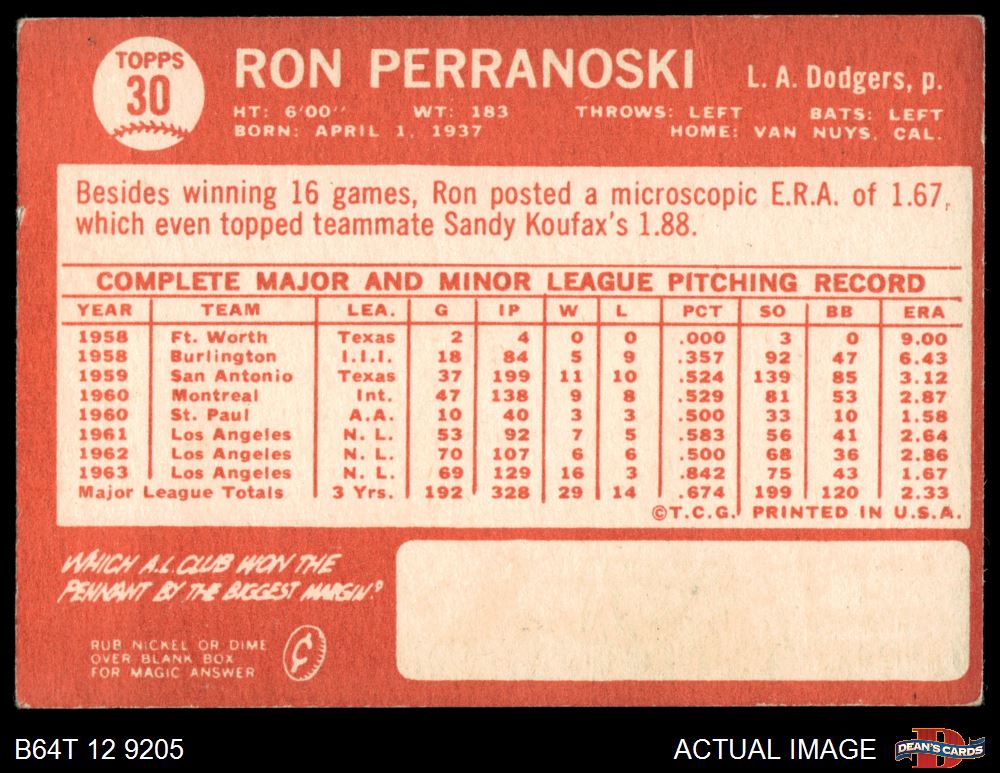 TOPPS
30
RON PERRANOSKI
L. A. Dodgers, p.
HT: 6'00'' WT: 183 THROWS: LEFT BATS: LEFT
BORN: APRIL 1, 1937 HOME: VAN NUYS, CAL.
Besides winning 16 games, Ron posted a microscopic E.R.A. of 1.67,
which even topped teammate Sandy Koufax's 1.88.
COMPLETE MAJOR AND MINOR LEAGUE PITCHING RECORD
YEAR TEAM LEA. G IP W L PCT SO BB ERA
1958 Ft. Worth Texas 2 4 0 0 .000 3 0 9.00
1958 Burlington I.I.I. 18 84 5 9 .357 92 47 6.43
1959 San Antonio Texas 37 199 11 10 .524 139 85 3.12
1960 Montreal Int. 47 138 9 8 .529 81 53 2.87
1960 St. Paul A.A. 10 40 3 3 .500 33 10 1.58
1961 Los Angeles N. L. 53 92 7 5 .583 56 41 2.64
1962 Los Angeles N. L. 70 107 6 6 .500 68 36 2.86
1963 Los Angeles N. L. 69 129 16 3 .842 75 43 1.67
Major League Totals 3 Yrs. 192 328 29 14 .674 199 120 2.33
©T.C.G. PRINTED IN U.S.A.
WHICH A.L. CLUB WON THE
PENNANT BY THE BIGGEST MARGIN?
RUB NICKEL OR DIME
OVER BLANK BOX
FOR MAGIC ANSWER
B64T 12 9205
ACTUAL IMAGE
DEAN'S CARDS